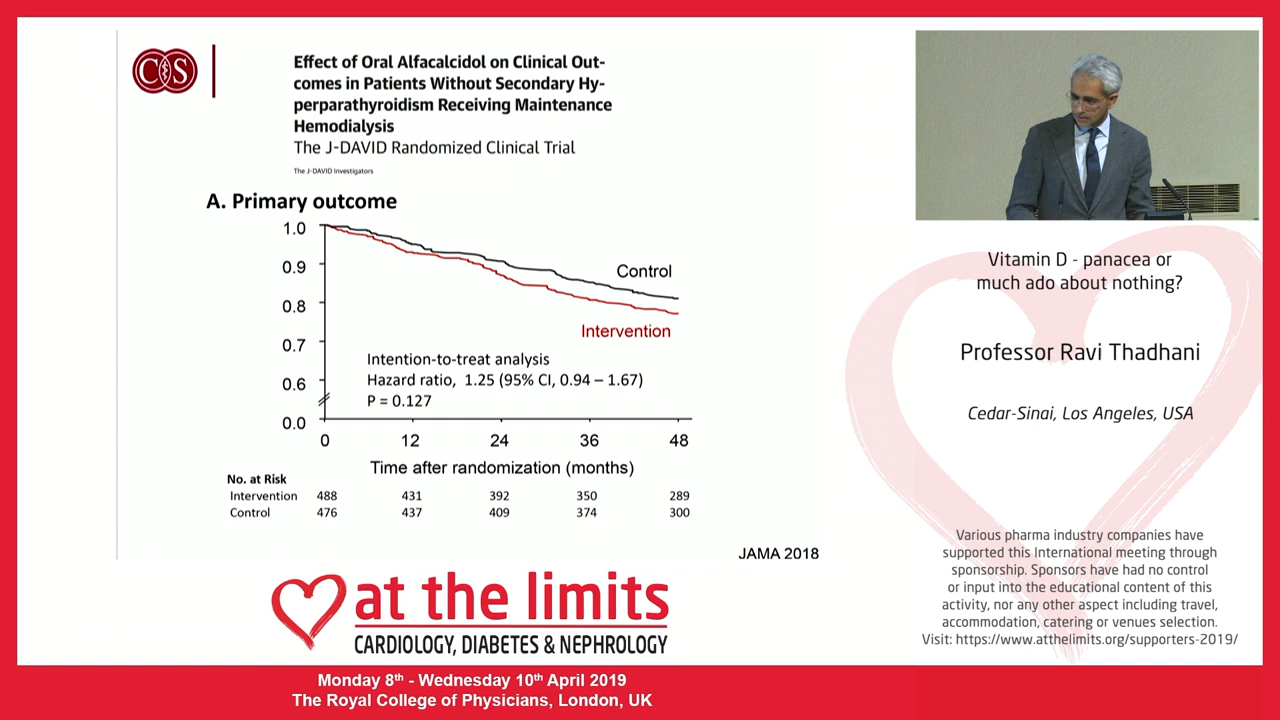 CS
Effect of Oral Alfacalcidol on Clinical Out-
comes in Patients Without Secondary Hy-
perparathyroidism Receiving Maintenance
Hemodialysis
The J-DAVID Randomized Clinical Trial
The J-DAVID Investigators
A. Primary outcome
1.0
0.9
0.8
0.7
0.6
0.0
Control
Intervention
Intention-to-treat analysis
Hazard ratio, 1.25 (95% CI, 0.94 – 1.67)
P = 0.127
0 12 24 36 48
Time after randomization (months)
No. at Risk
Intervention 488 431 392 350 289
Control 476 437 409 374 300
JAMA 2018
at the limits
CARDIOLOGY, DIABETES & NEPHROLOGY
Monday 8th - Wednesday 10th April 2019
The Royal College of Physicians, London, UK
Vitamin D - panacea or
much ado about nothing?
Professor Ravi Thadhani
Cedar-Sinai, Los Angeles, USA
Various pharma industry companies have
supported this International meeting through
sponsorship. Sponsors have had no control
or input into the educational content of this
activity, nor any other aspect including travel,
accommodation, catering or venues selection.
Visit: https://www.atthelimits.org/supporters-2019/